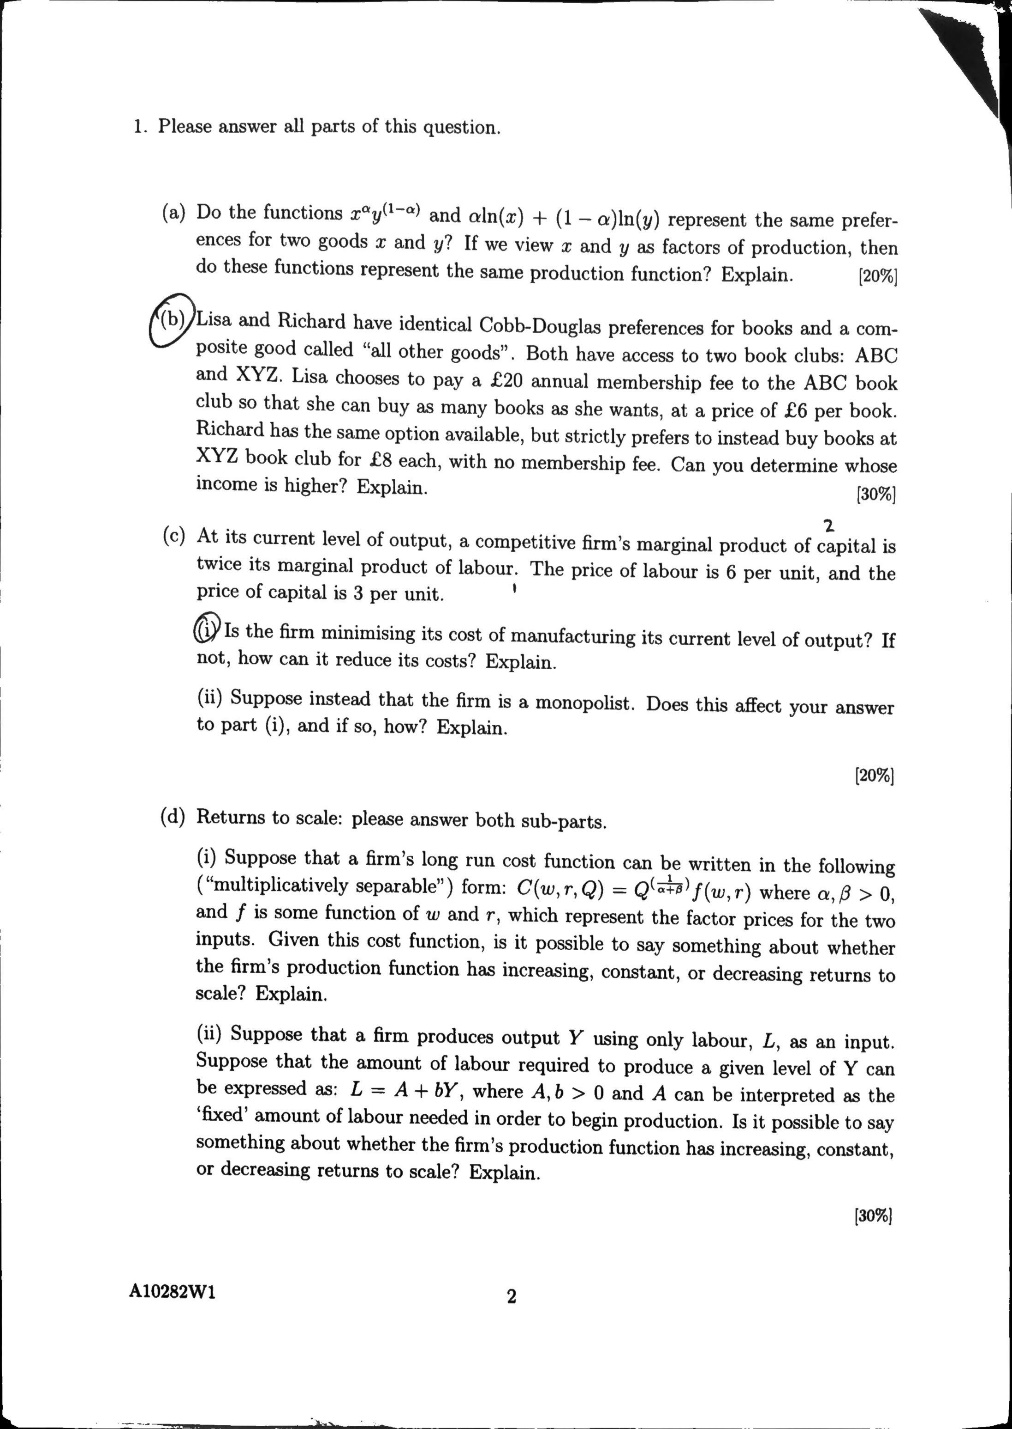 1. Please answer all parts of this question.
(a) Do the functions x^α y^(1−α) and αln(x) + (1 − α)ln(y) represent the same prefer-
ences for two goods x and y? If we view x and y as factors of production, then
do these functions represent the same production function? Explain. [20%]
(b) Lisa and Richard have identical Cobb-Douglas preferences for books and a com-
posite good called “all other goods”. Both have access to two book clubs: ABC
and XYZ. Lisa chooses to pay a £20 annual membership fee to the ABC book
club so that she can buy as many books as she wants, at a price of £6 per book.
Richard has the same option available, but strictly prefers to instead buy books at
XYZ book club for £8 each, with no membership fee. Can you determine whose
income is higher? Explain. [30%]
2
(c) At its current level of output, a competitive firm’s marginal product of capital is
twice its marginal product of labour. The price of labour is 6 per unit, and the
price of capital is 3 per unit. 1
(i) Is the firm minimising its cost of manufacturing its current level of output? If
not, how can it reduce its costs? Explain.
(ii) Suppose instead that the firm is a monopolist. Does this affect your answer
to part (i), and if so, how? Explain.
[20%]
(d) Returns to scale: please answer both sub-parts.
(i) Suppose that a firm’s long run cost function can be written in the following
(“multiplicatively separable”) form: C(w, r, Q) = Q^(1/(α+β)) f(w, r) where α, β > 0,
and f is some function of w and r, which represent the factor prices for the two
inputs. Given this cost function, is it possible to say something about whether
the firm’s production function has increasing, constant, or decreasing returns to
scale? Explain.
(ii) Suppose that a firm produces output Y using only labour, L, as an input.
Suppose that the amount of labour required to produce a given level of Y can
be expressed as: L = A + bY, where A, b > 0 and A can be interpreted as the
‘fixed’ amount of labour needed in order to begin production. Is it possible to say
something about whether the firm’s production function has increasing, constant,
or decreasing returns to scale? Explain.
[30%]
A10282W1 2